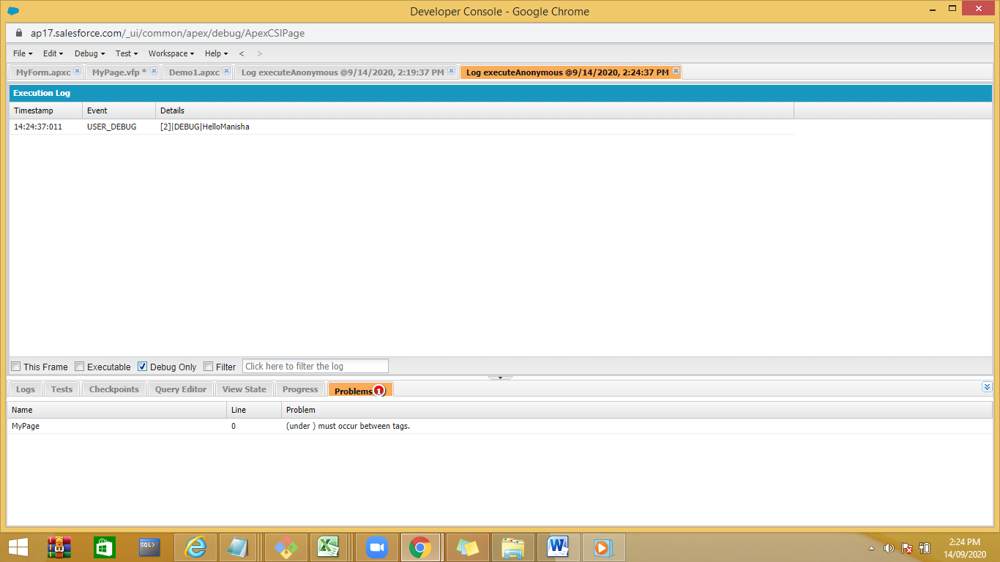 Developer Console - Google Chrome
ap17.salesforce.com/_ui/common/apex/debug/ApexCSIPage
File Edit Debug Test Workspace Help < >
MyForm.apxc MyPage.vfp * Demo1.apxc Log executeAnonymous @9/14/2020, 2:19:37 PM Log executeAnonymous @9/14/2020, 2:24:37 PM
Execution Log
Timestamp Event Details
14:24:37:011 USER_DEBUG [2]|DEBUG|HelloManisha
This Frame Executable Debug Only Filter Click here to filter the log
Logs Tests Checkpoints Query Editor View State Progress Problems 1
Name Line Problem
MyPage 0 (under ) must occur between tags.
SQL>
2:24 PM
14/09/2020